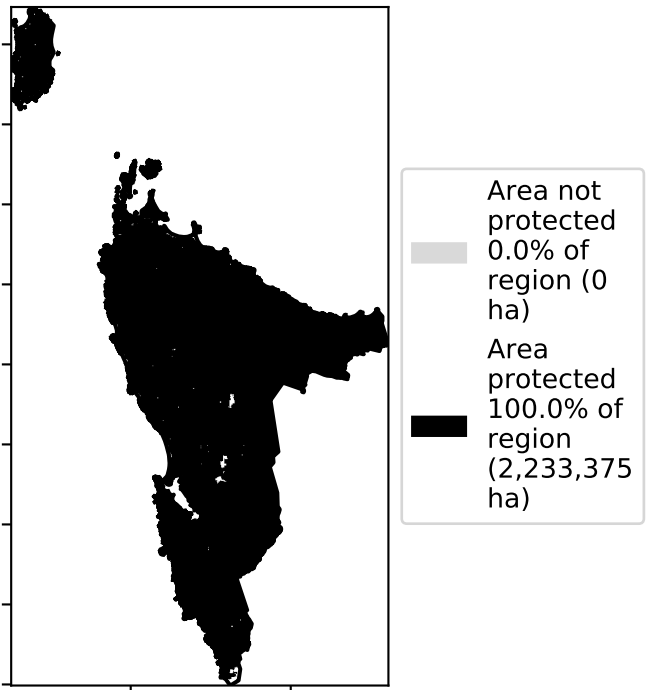 Area not
protected
0.0% of
region (0
ha)
Area
protected
100.0% of
region
(2,233,375
ha)